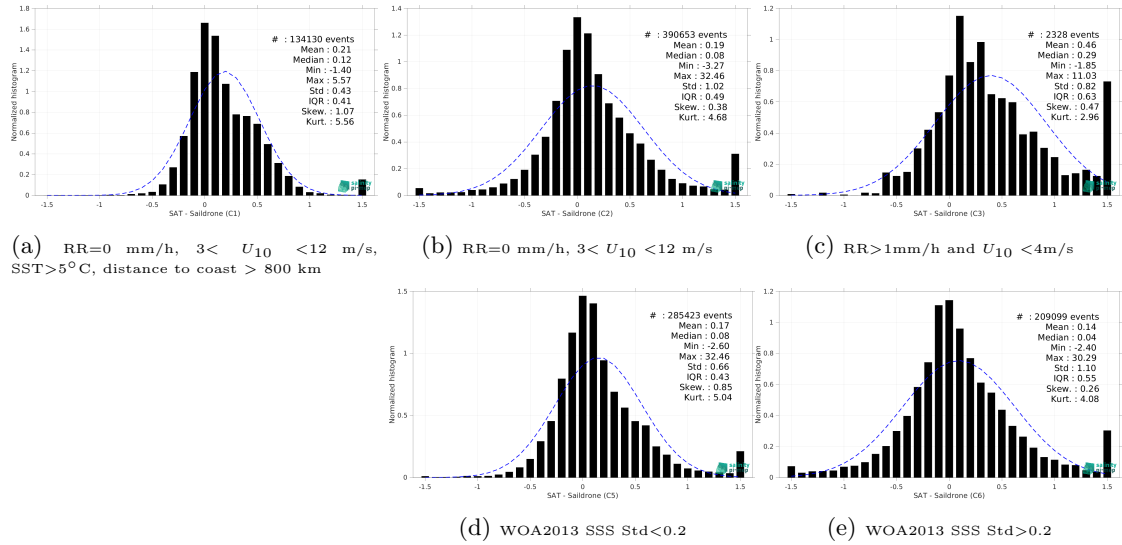 1.8
1.6
1.4
1.2
1
0.8
0.6
0.4
0.2
0
Normalized histogram
# : 134130 events
Mean : 0.21
Median : 0.12
Min : -1.40
Max : 5.57
Std : 0.43
IQR : 0.41
Skew. : 1.07
Kurt. : 5.56
-1.5 -1 -0.5 0 0.5 1 1.5
SAT - Saildrone (C1)
(a) RR=0 mm/h, 3< U10 <12 m/s,
SST>5°C, distance to coast > 800 km
1.4
1.2
1
0.8
0.6
0.4
0.2
0
Normalized histogram
# : 390653 events
Mean : 0.19
Median : 0.08
Min : -3.27
Max : 32.46
Std : 1.02
IQR : 0.49
Skew. : 0.38
Kurt. : 4.68
-1.5 -1 -0.5 0 0.5 1 1.5
SAT - Saildrone (C2)
(b) RR=0 mm/h, 3< U10 <12 m/s
1.2
1
0.8
0.6
0.4
0.2
0
Normalized histogram
# : 2328 events
Mean : 0.46
Median : 0.29
Min : -1.85
Max : 11.03
Std : 0.82
IQR : 0.63
Skew. : 0.47
Kurt. : 2.96
-1.5 -1 -0.5 0 0.5 1 1.5
SAT - Saildrone (C3)
(c) RR>1mm/h and U10 <4m/s
1.5
1
0.5
0
Normalized histogram
# : 285423 events
Mean : 0.17
Median : 0.08
Min : -2.60
Max : 32.46
Std : 0.66
IQR : 0.43
Skew. : 0.85
Kurt. : 5.04
-1.5 -1 -0.5 0 0.5 1 1.5
SAT - Saildrone (C5)
(d) WOA2013 SSS Std<0.2
1.2
1
0.8
0.6
0.4
0.2
0
Normalized histogram
# : 209099 events
Mean : 0.14
Median : 0.04
Min : -2.40
Max : 30.29
Std : 1.10
IQR : 0.55
Skew. : 0.26
Kurt. : 4.08
-1.5 -1 -0.5 0 0.5 1 1.5
SAT - Saildrone (C6)
(e) WOA2013 SSS Std>0.2